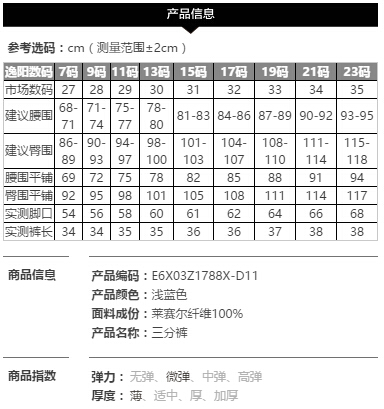 产品信息
参考选码：cm（测量范围±2cm）
逸阳数码 7码 9码 11码 13码 15码 17码 19码 21码 23码
市场数码 27 28 29 30 31 32 33 34 35
建议腰围 68-71 71-74 75-77 78-80 81-83 84-86 87-89 90-92 93-95
建议臀围 86-89 90-93 94-97 98-100 101-103 104-107 108-110 111-114 115-118
腰围平铺 69 72 75 78 82 85 88 91 94
臀围平铺 92 95 98 101 105 108 111 114 117
实测脚口 54 56 58 60 61 62 64 66 68
实测裤长 34 34 35 35 36 36 37 38 38
商品信息 产品编码：E6X03Z1788X-D11
产品颜色：浅蓝色
面料成份：莱赛尔纤维100%
产品名称：三分裤
商品指数 弹力：无弹、微弹、中弹、高弹
厚度：薄、适中、厚、加厚